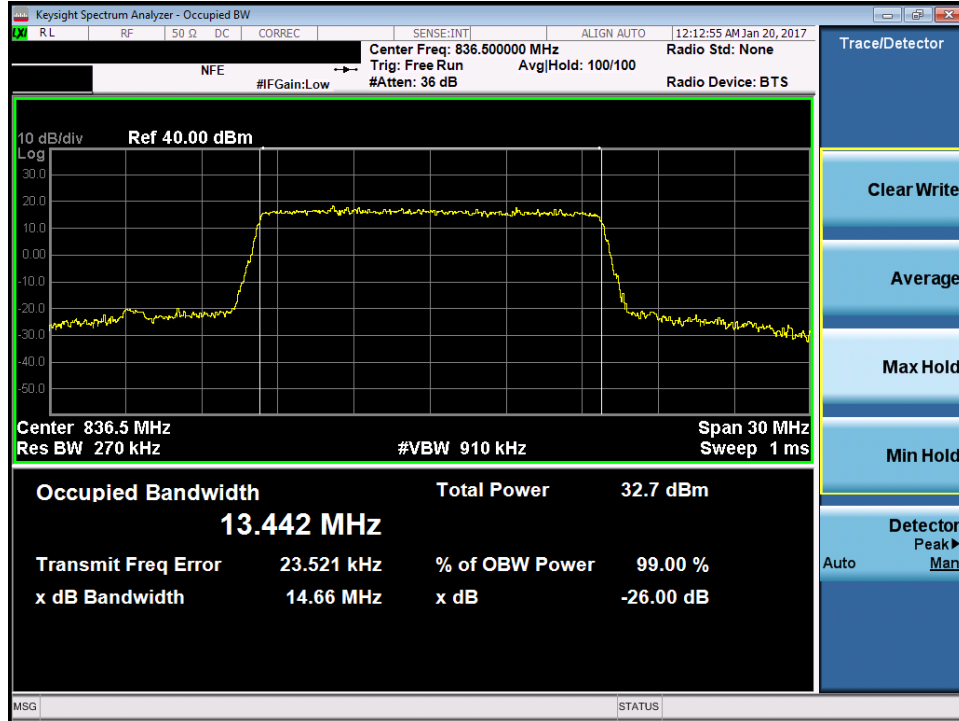 Keysight Spectrum Analyzer - Occupied BW
LXI RL RF 50 Ω DC CORREC SENSE:INT ALIGN AUTO 12:12:55 AM Jan 20, 2017
Center Freq: 836.500000 MHz Radio Std: None
NFE Trig: Free Run Avg|Hold: 100/100
#IFGain:Low #Atten: 36 dB Radio Device: BTS
10 dB/div Ref 40.00 dBm
Log
30.0
20.0
10.0
0.00
-10.0
-20.0
-30.0
-40.0
-50.0
Center 836.5 MHz Span 30 MHz
Res BW 270 kHz #VBW 910 kHz Sweep 1 ms
Occupied Bandwidth Total Power 32.7 dBm
13.442 MHz
Transmit Freq Error 23.521 kHz % of OBW Power 99.00 %
x dB Bandwidth 14.66 MHz x dB -26.00 dB
MSG STATUS
Trace/Detector
Clear Write
Average
Max Hold
Min Hold
Detector
Peak▶
Auto Man